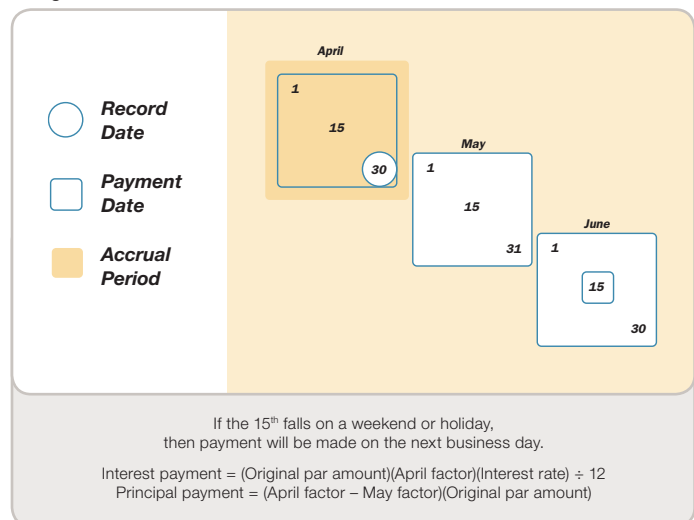 Record
Date
Payment
Date
Accrual
Period
April
1
15
30
May
1
15
31
June
1
15
30
If the 15th falls on a weekend or holiday,
then payment will be made on the next business day.
Interest payment = (Original par amount)(April factor)(Interest rate) ÷ 12
Principal payment = (April factor – May factor)(Original par amount)